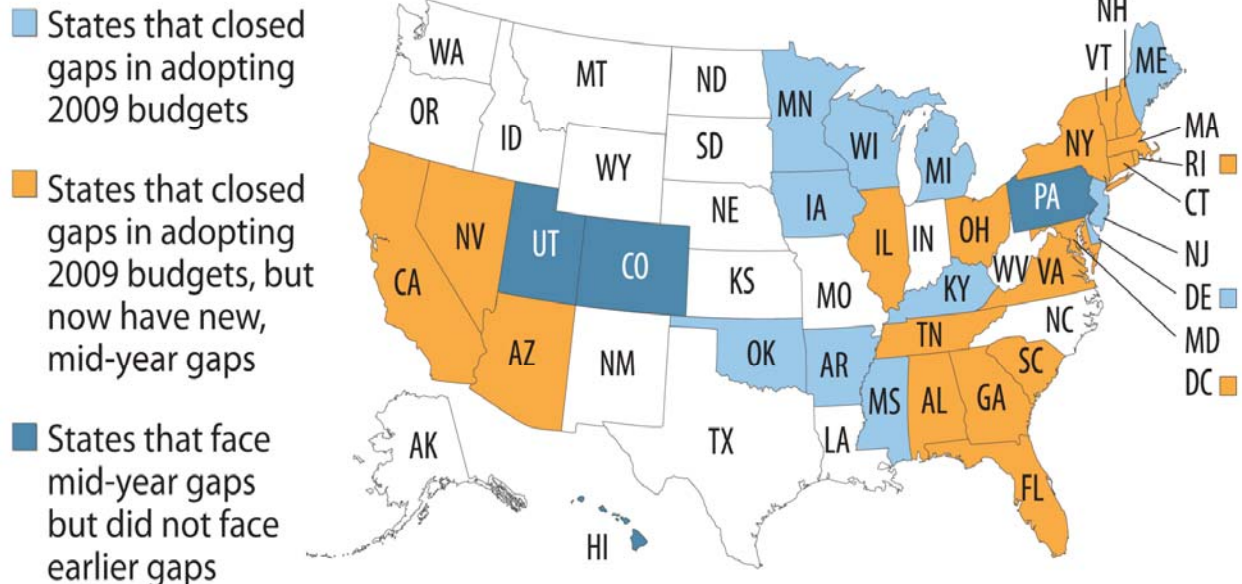 States that closed
gaps in adopting
2009 budgets
States that closed
gaps in adopting
2009 budgets, but
now have new,
mid-year gaps
States that face
mid-year gaps
but did not face
earlier gaps
NH
VT
ME
WA
MT
ND
MN
OR
ID
SD
WI
MI
NY
MA
RI
WY
CT
PA
NE
IA
NV
UT
CO
IL
IN
OH
NJ
WV
VA
CA
KS
MO
KY
DE
MD
NC
TN
DC
AZ
NM
OK
AR
SC
MS
AL
GA
AK
TX
LA
FL
HI